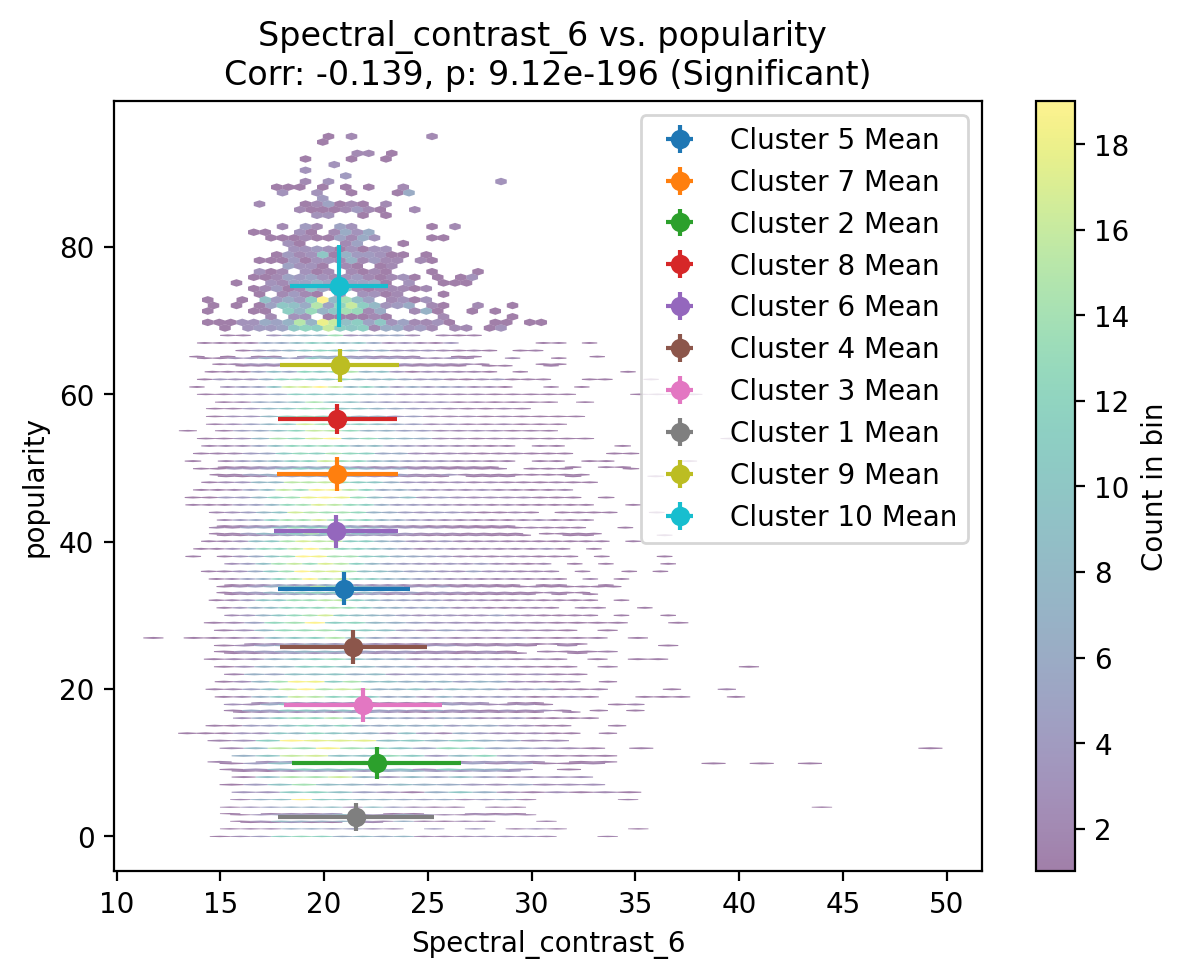 Spectral_contrast_6 vs. popularity
Corr: -0.139, p: 9.12e-196 (Significant)
Cluster 5 Mean
Cluster 7 Mean
Cluster 2 Mean
Cluster 8 Mean
Cluster 6 Mean
Cluster 4 Mean
Cluster 3 Mean
Cluster 1 Mean
Cluster 9 Mean
Cluster 10 Mean
popularity
80
60
40
20
0
10 15 20 25 30 35 40 45 50
Spectral_contrast_6
18
16
14
12
10
8
6
4
2
Count in bin